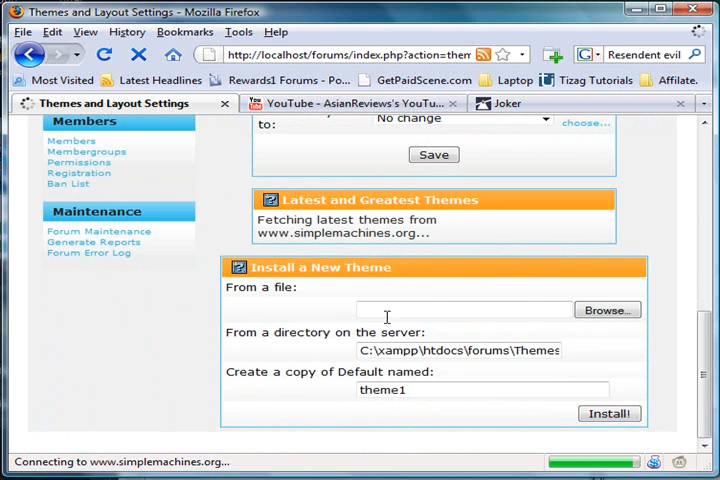 Themes and Layout Settings - Mozilla Firefox
File Edit View History Bookmarks Tools Help
http://localhost/forums/index.php?action=them
Resendent evil
Most Visited Latest Headlines Rewards1 Forums - Po... GetPaidScene.com Laptop Tizag Tutorials Affilate.
Themes and Layout Settings
YouTube - AsianReviews's YouTu...
Joker
Members
Members
Membergroups
Permissions
Registration
Ban List
Maintenance
Forum Maintenance
Generate Reports
Forum Error Log
to:
No change
choose...
Save
Latest and Greatest Themes
Fetching latest themes from
www.simplemachines.org...
Install a New Theme
From a file:
Browse...
From a directory on the server:
C:\xampp\htdocs\forums\Themes
Create a copy of Default named:
theme1
Install!
Connecting to www.simplemachines.org...